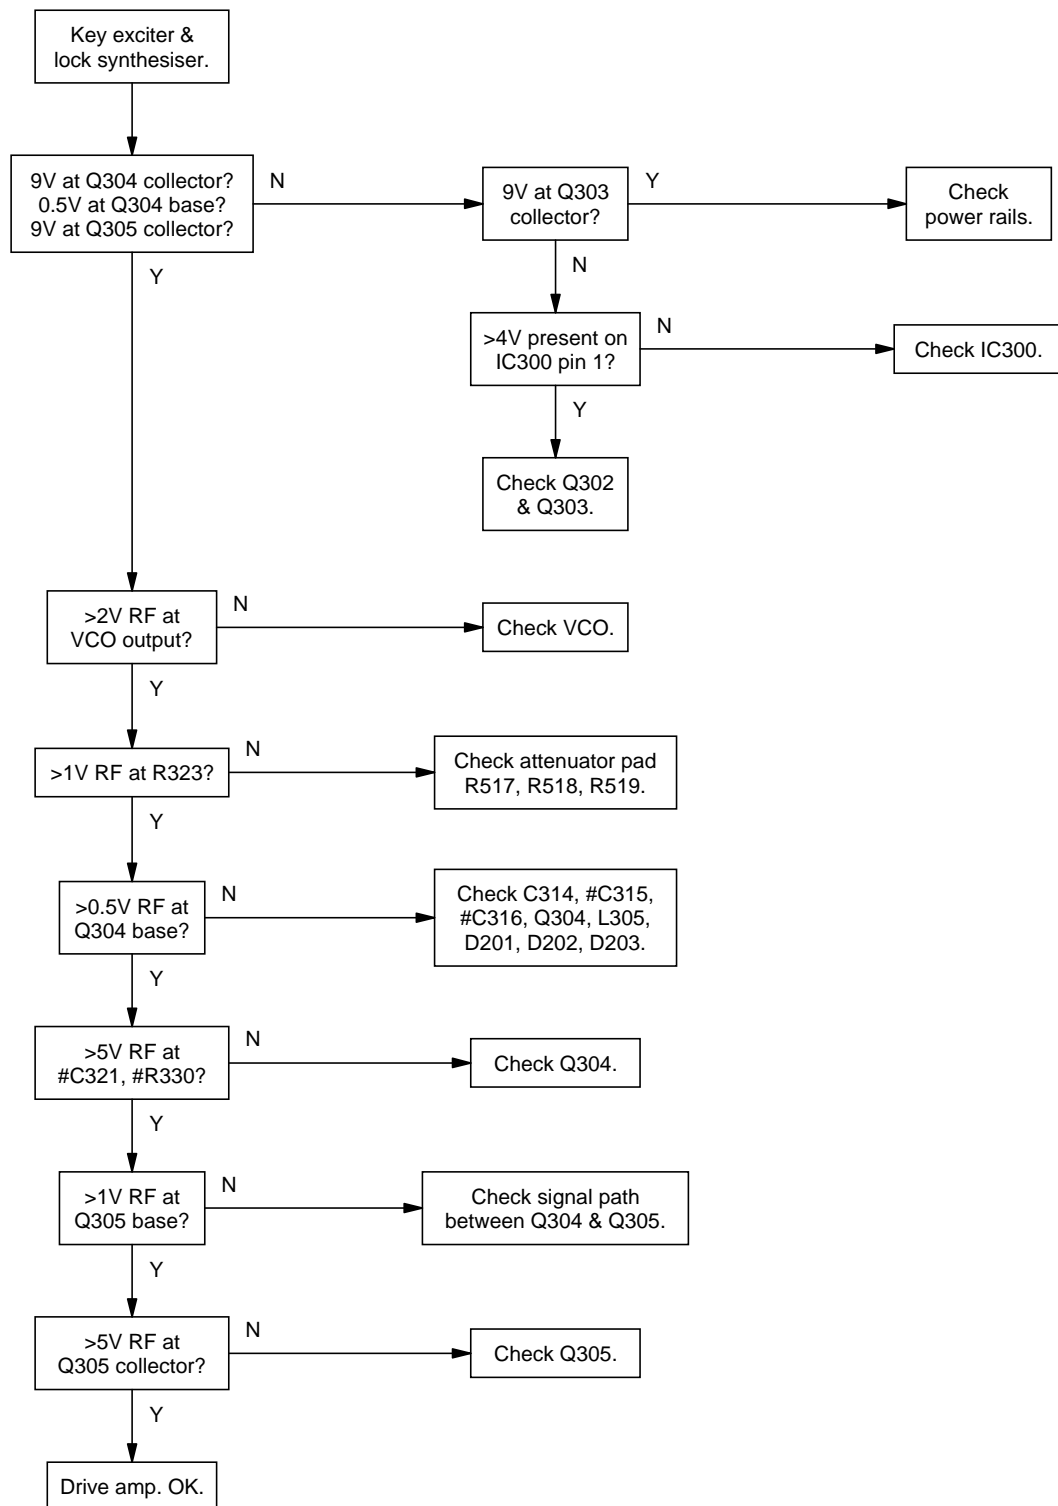 Key exciter &
lock synthesiser.
9V at Q304 collector?
0.5V at Q304 base?
9V at Q305 collector?
N
9V at Q303
collector?
Y
Check
power rails.
Y
N
>4V present on
IC300 pin 1?
N
Check IC300.
Y
Check Q302
& Q303.
>2V RF at
VCO output?
N
Check VCO.
Y
>1V RF at R323?
N
Check attenuator pad
R517, R518, R519.
Y
>0.5V RF at
Q304 base?
N
Check C314, #C315,
#C316, Q304, L305,
D201, D202, D203.
Y
>5V RF at
#C321, #R330?
N
Check Q304.
Y
>1V RF at
Q305 base?
N
Check signal path
between Q304 & Q305.
Y
>5V RF at
Q305 collector?
N
Check Q305.
Y
Drive amp. OK.